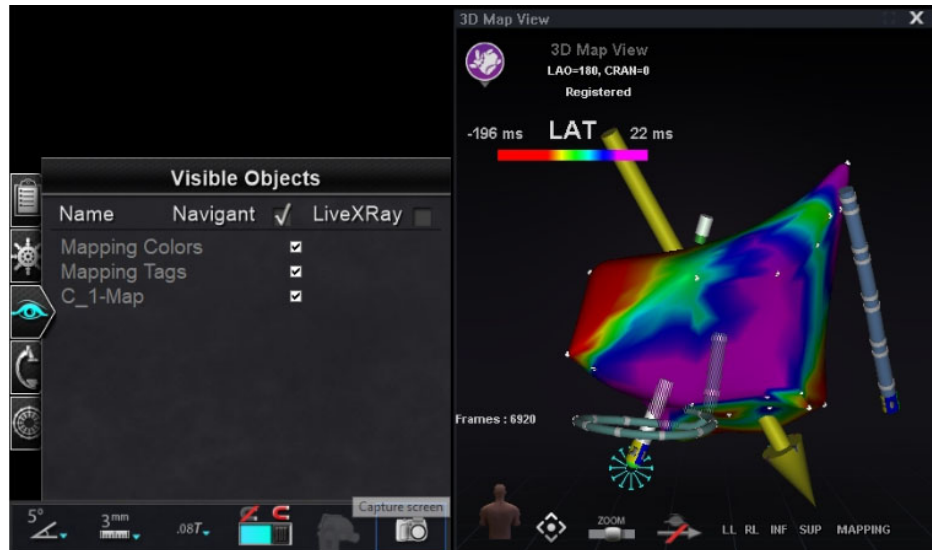 3D Map View
3D Map View
LAO=180, CRAN=0
Registered
-196 ms LAT 22 ms
Visible Objects
Name Navigant LiveXRay
Mapping Colors
Mapping Tags
C_1-Map
Frames : 6920
Capture screen
5°
3 mm
.08T
ZOOM
LL RL INF SUP MAPPING